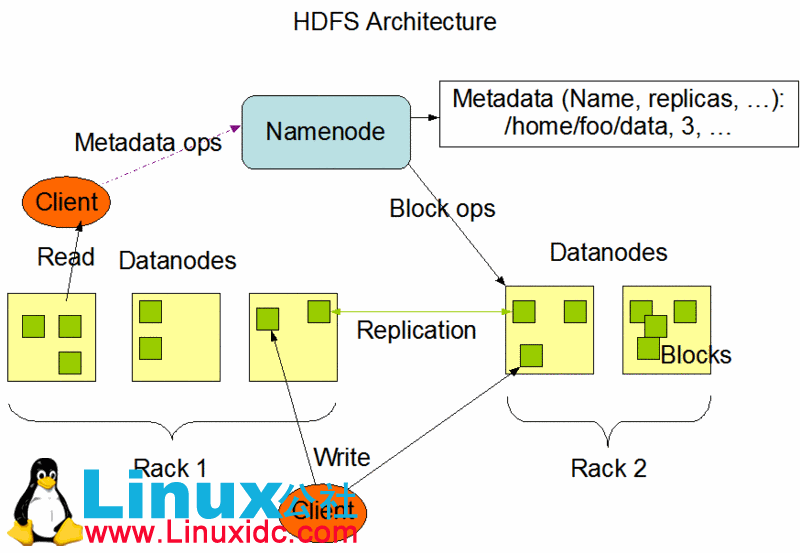 HDFS Architecture
Metadata (Name, replicas, …):
/home/foo/data, 3, …
Namenode
Metadata ops
Client
Block ops
Read
Datanodes
Datanodes
Replication
Blocks
Rack 1
Write
Rack 2
Linux公社
Client
www.Linuxidc.com